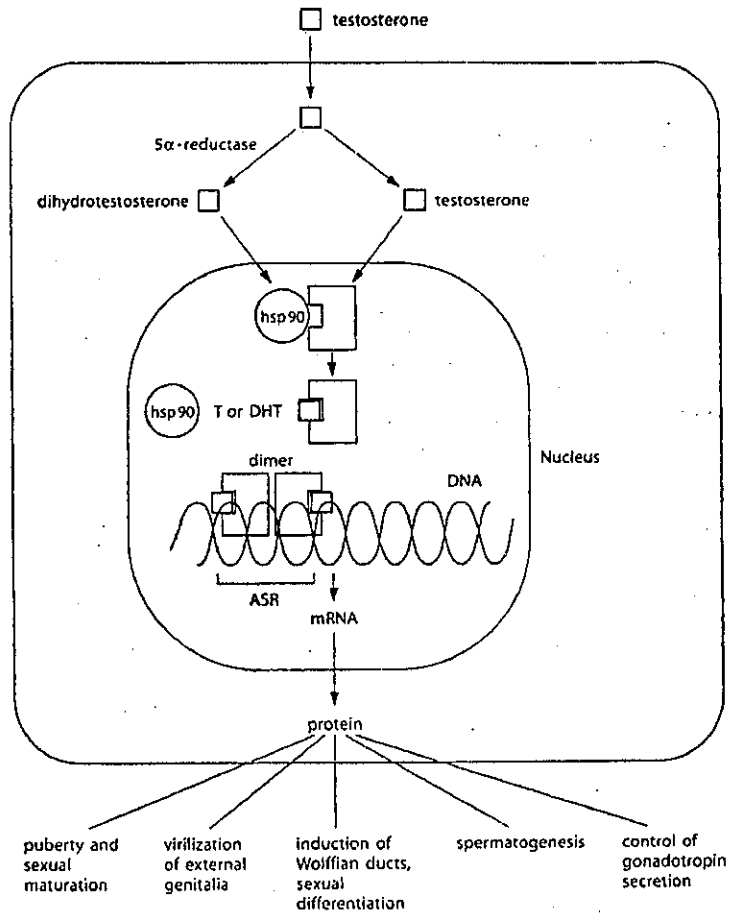 testosterone
5α-reductase
dihydrotestosterone
testosterone
hsp90
hsp90
T or DHT
dimer
Nucleus
DNA
ASR
mRNA
protein
puberty and
sexual
maturation
virilization
of external
genitalia
induction of
Wolffian ducts,
sexual
differentiation
spermatogenesis
control of
gonadotropin
secretion